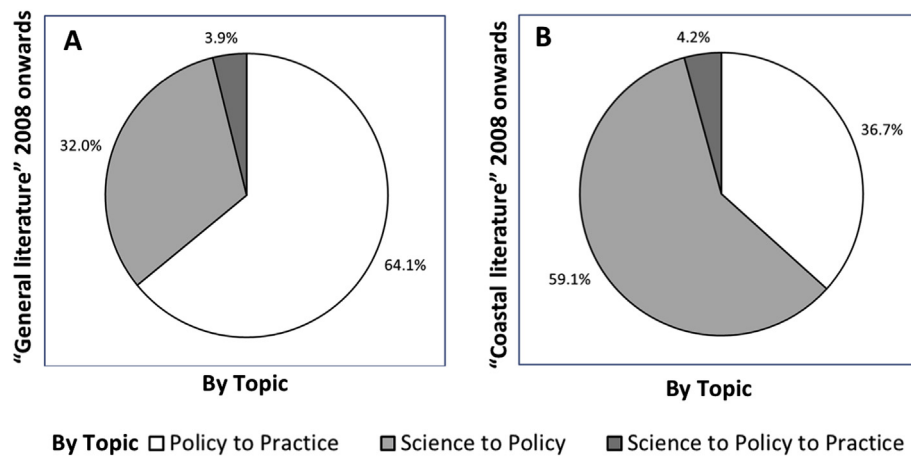 A
3.9%
32.0%
64.1%
“General literature” 2008 onwards
By Topic
B
4.2%
36.7%
59.1%
“Coastal literature” 2008 onwards
By Topic
By Topic Policy to Practice Science to Policy Science to Policy to Practice